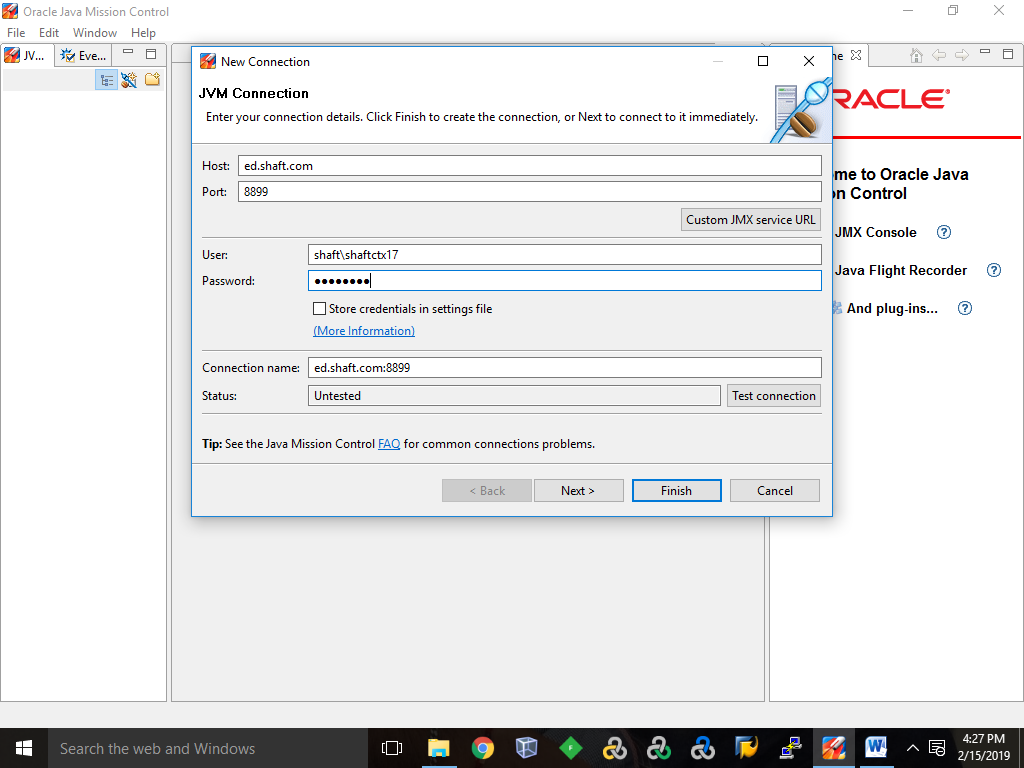 Oracle Java Mission Control
File Edit Window Help
JV... Eve...
New Connection
JVM Connection
Enter your connection details. Click Finish to create the connection, or Next to connect to it immediately.
Host: ed.shaft.com
Port: 8899
Custom JMX service URL
User: shaft\shaftctx17
Password: ●●●●●●●●
Store credentials in settings file
(More Information)
Connection name: ed.shaft.com:8899
Status: Untested Test connection
Tip: See the Java Mission Control FAQ for common connections problems.
< Back Next > Finish Cancel
ne
RACLE®
me to Oracle Java
n Control
JMX Console ?
Java Flight Recorder ?
And plug-ins... ?
Search the web and Windows
4:27 PM
2/15/2019